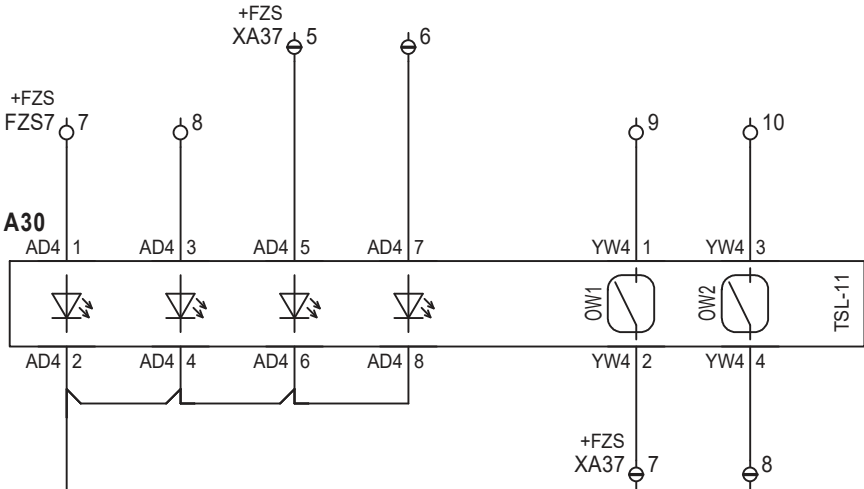 +FZS
XA37 5 6
+FZS
FZS7 7 8 9 10
A30
AD4 1 AD4 3 AD4 5 AD4 7 YW4 1 YW4 3
OW1 OW2 TSL-11
AD4 2 AD4 4 AD4 6 AD4 8 YW4 2 YW4 4
+FZS
XA37 7 8